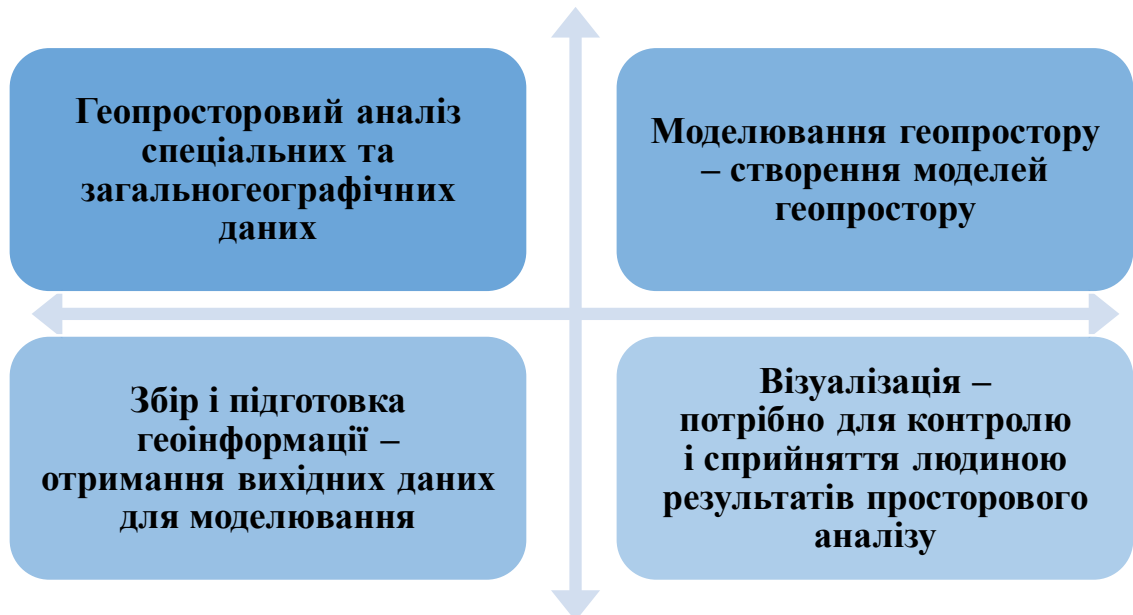 Геопросторовий аналіз
спеціальних та
загальногеографічних
даних
Моделювання геопростору
– створення моделей
геопростору
Збір і підготовка
геоінформації –
отримання вихідних даних
для моделювання
Візуалізація –
потрібно для контролю
і сприйняття людиною
результатів просторового
аналізу